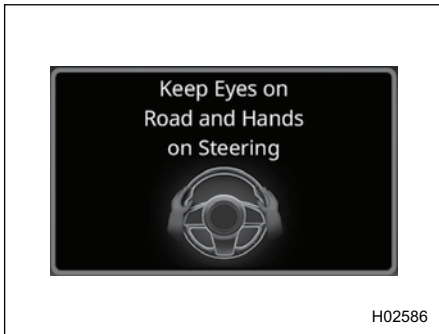 Keep Eyes on
Road and Hands
on Steering
H02586